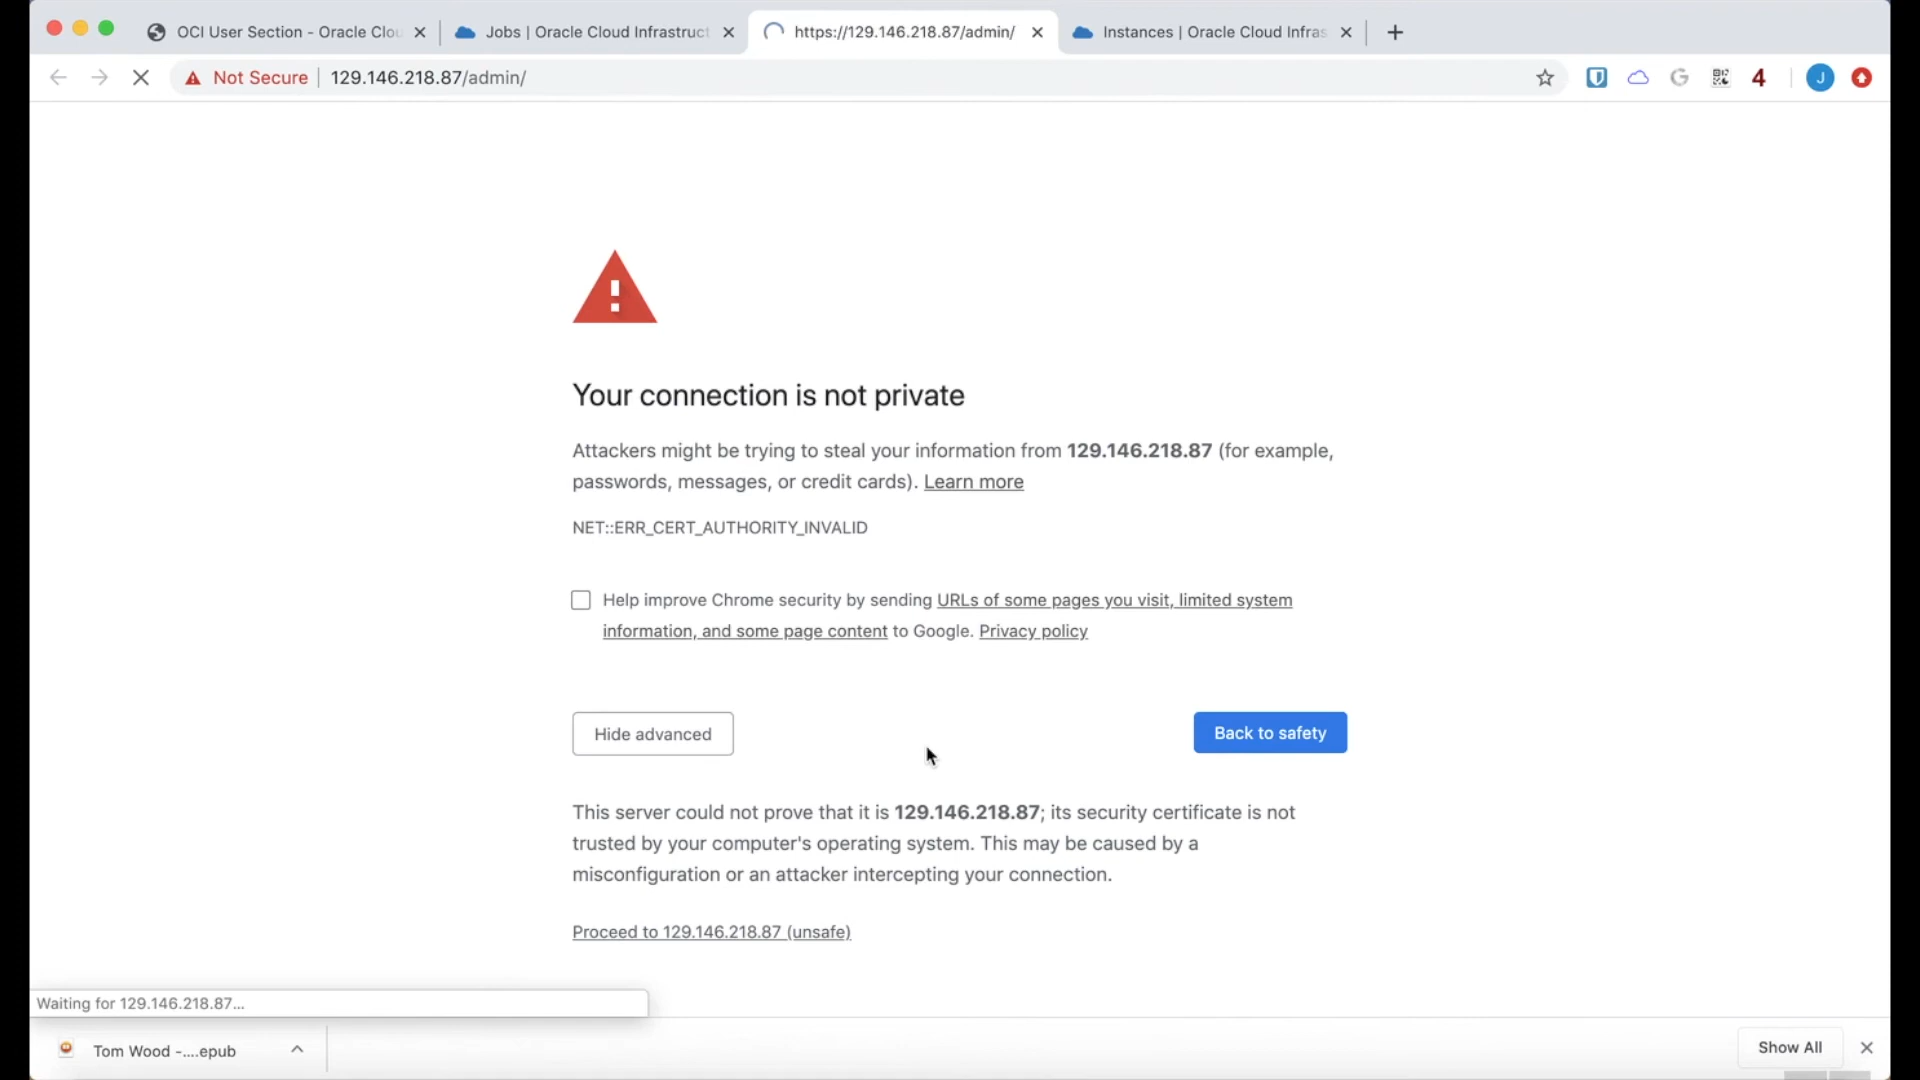 OCI User Section - Oracle Clou
Jobs | Oracle Cloud Infrastruct
https://129.146.218.87/admin/
Instances | Oracle Cloud Infras
Not Secure
129.146.218.87/admin/
4
J
Your connection is not private
Attackers might be trying to steal your information from 129.146.218.87 (for example,
passwords, messages, or credit cards). Learn more
NET::ERR_CERT_AUTHORITY_INVALID
Help improve Chrome security by sending URLs of some pages you visit, limited system
information, and some page content to Google. Privacy policy
Hide advanced
Back to safety
This server could not prove that it is 129.146.218.87; its security certificate is not
trusted by your computer's operating system. This may be caused by a
misconfiguration or an attacker intercepting your connection.
Proceed to 129.146.218.87 (unsafe)
Waiting for 129.146.218.87...
Tom Wood -....epub
Show All